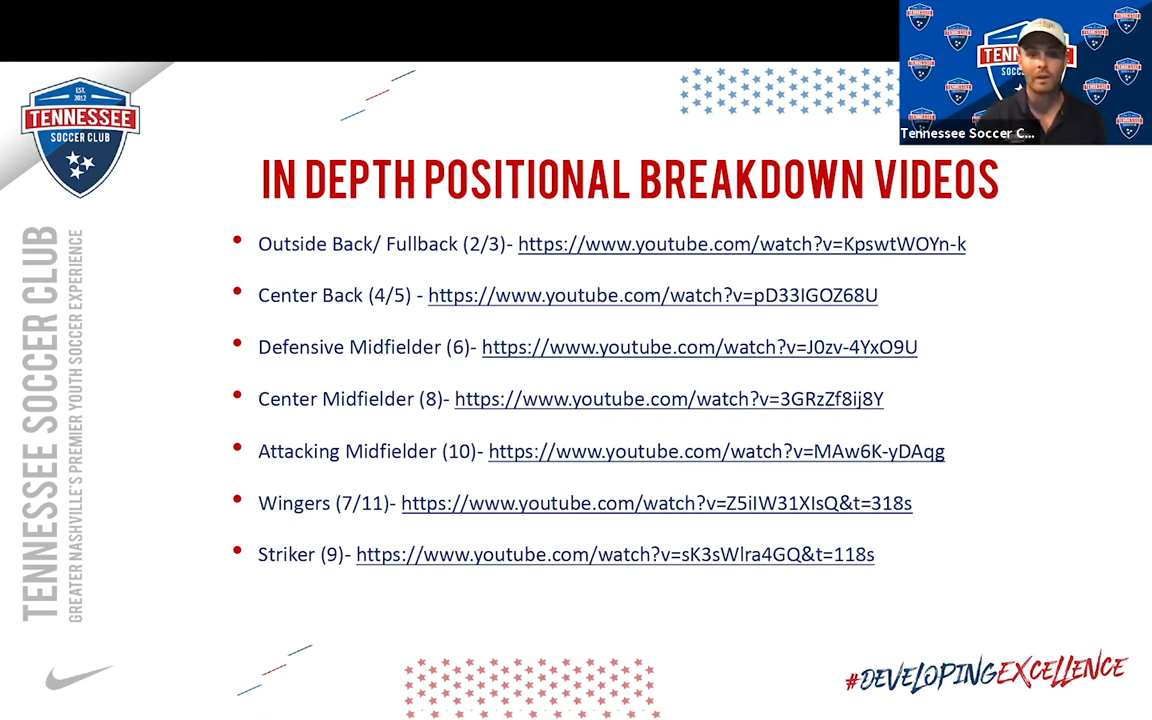 EST.
2012
TENNESSEE
SOCCER CLUB
TENNESSEE
Tennessee Soccer C...
IN DEPTH POSITIONAL BREAKDOWN VIDEOS
• Outside Back/ Fullback (2/3)- https://www.youtube.com/watch?v=KpswtWOYn-k
• Center Back (4/5) - https://www.youtube.com/watch?v=pD33IGOZ68U
• Defensive Midfielder (6)- https://www.youtube.com/watch?v=J0zv-4YxO9U
• Center Midfielder (8)- https://www.youtube.com/watch?v=3GRzZf8ij8Y
• Attacking Midfielder (10)- https://www.youtube.com/watch?v=MAw6K-yDAqg
• Wingers (7/11)- https://www.youtube.com/watch?v=Z5iIW31XIsQ&t=318s
• Striker (9)- https://www.youtube.com/watch?v=sK3sWlra4GQ&t=118s
TENNESSEE SOCCER CLUB
GREATER NASHVILLE'S PREMIER YOUTH SOCCER EXPERIENCE
#DEVELOPINGEXCELLENCE